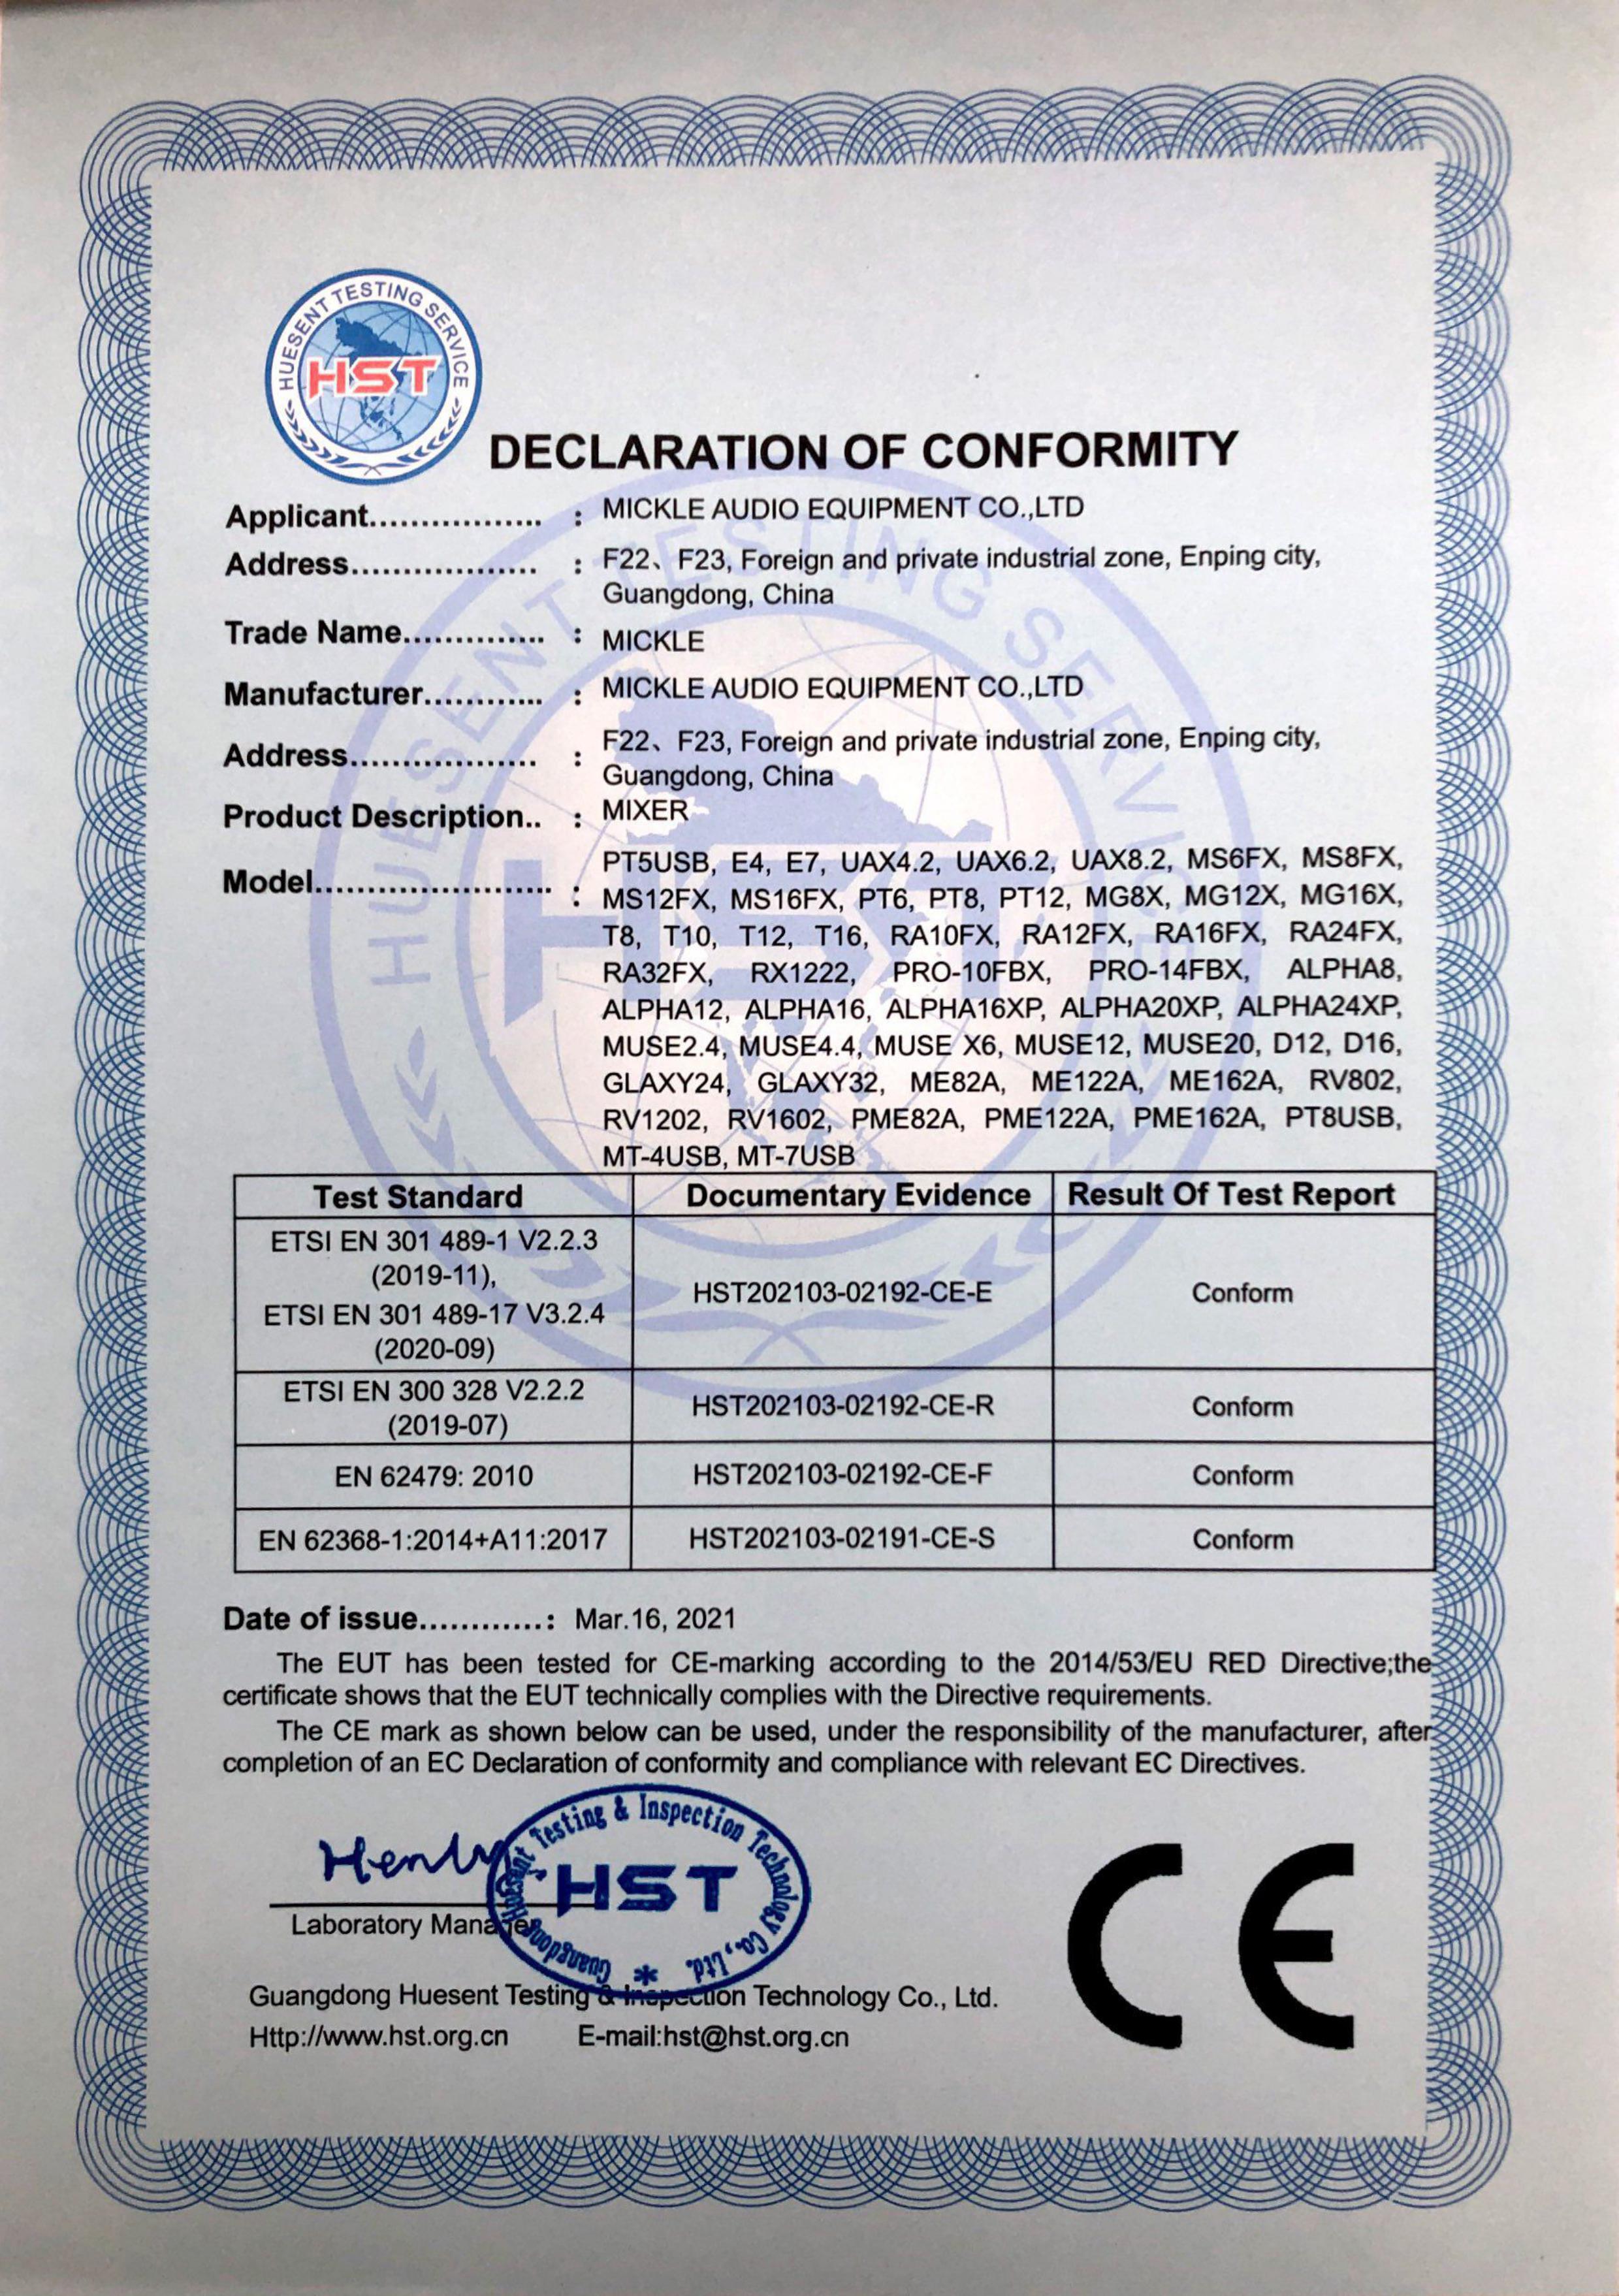 HUESENT TESTING SERVICE
HST
DECLARATION OF CONFORMITY
Applicant................. : MICKLE AUDIO EQUIPMENT CO.,LTD
Address.................. : F22、F23, Foreign and private industrial zone, Enping city,
Guangdong, China
Trade Name.............. : MICKLE
Manufacturer............ : MICKLE AUDIO EQUIPMENT CO.,LTD
Address.................. : F22、F23, Foreign and private industrial zone, Enping city,
Guangdong, China
Product Description.. : MIXER
Model....................... : PT5USB, E4, E7, UAX4.2, UAX6.2, UAX8.2, MS6FX, MS8FX,
MS12FX, MS16FX, PT6, PT8, PT12, MG8X, MG12X, MG16X,
T8, T10, T12, T16, RA10FX, RA12FX, RA16FX, RA24FX,
RA32FX, RX1222, PRO-10FBX, PRO-14FBX, ALPHA8,
ALPHA12, ALPHA16, ALPHA16XP, ALPHA20XP, ALPHA24XP,
MUSE2.4, MUSE4.4, MUSE X6, MUSE12, MUSE20, D12, D16,
GLAXY24, GLAXY32, ME82A, ME122A, ME162A, RV802,
RV1202, RV1602, PME82A, PME122A, PME162A, PT8USB,
MT-4USB, MT-7USB
HUESENT TESTING SERVICE
HST
Test Standard Documentary Evidence Result Of Test Report
ETSI EN 301 489-1 V2.2.3
(2019-11),
ETSI EN 301 489-17 V3.2.4
(2020-09)
HST202103-02192-CE-E Conform
ETSI EN 300 328 V2.2.2
(2019-07)
HST202103-02192-CE-R Conform
EN 62479: 2010 HST202103-02192-CE-F Conform
EN 62368-1:2014+A11:2017 HST202103-02191-CE-S Conform
Date of issue............: Mar.16, 2021
The EUT has been tested for CE-marking according to the 2014/53/EU RED Directive;the
certificate shows that the EUT technically complies with the Directive requirements.
The CE mark as shown below can be used, under the responsibility of the manufacturer, after
completion of an EC Declaration of conformity and compliance with relevant EC Directives.
Henly
Guangdong Huesent Testing & Inspection Technology Co., Ltd.
HST
*
CE
Laboratory Manager
Guangdong Huesent Testing & Inspection Technology Co., Ltd.
Http://www.hst.org.cn E-mail:hst@hst.org.cn